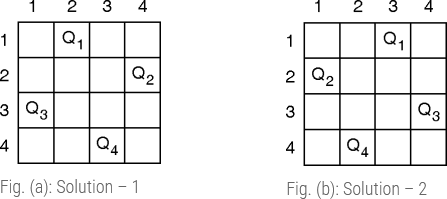 1 2 3 4 1 2 3 4
1 Q1 1 Q1
2 Q2 2 Q2
3 Q3 3 Q3
4 Q4 4 Q4
Fig. (a): Solution – 1
Fig. (b): Solution – 2